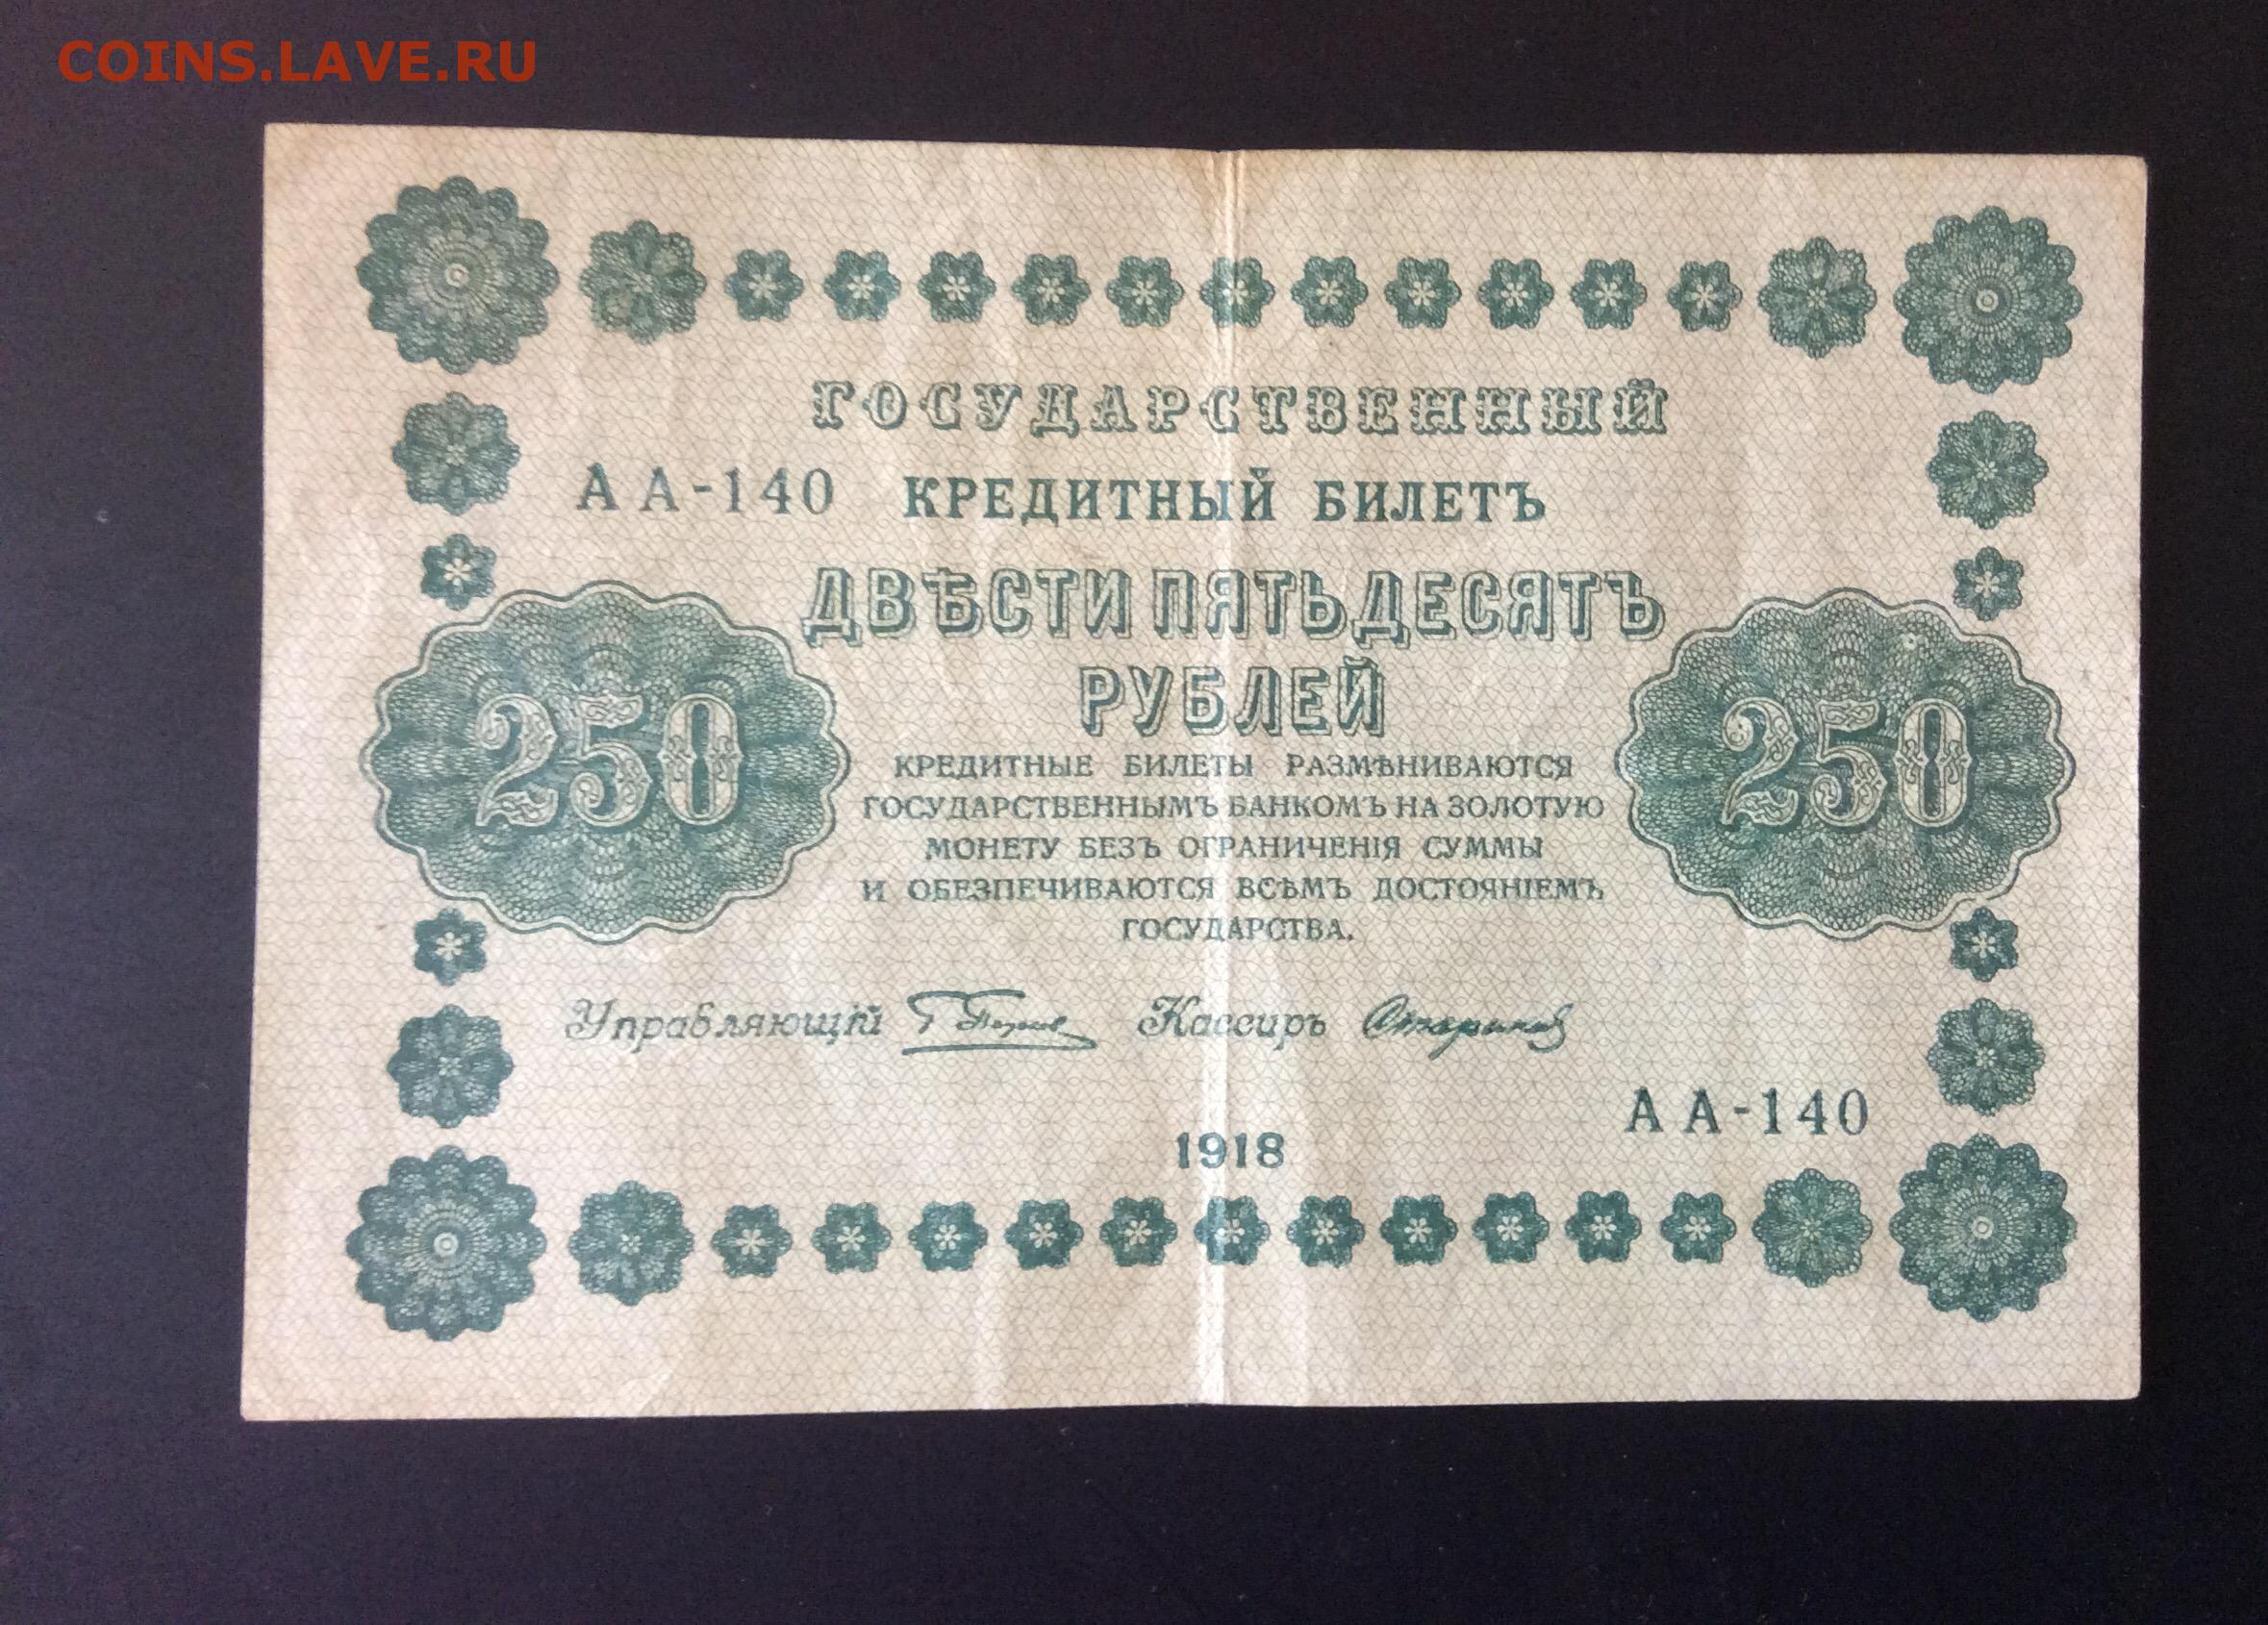 COINS.LAVE.RU
ГОСУДАРСТВЕННЫЙ
АА-140 КРЕДИТНЫЙ БИЛЕТЪ
ДВѢСТИ ПЯТЬДЕСЯТЪ
РУБЛЕЙ
250
250
КРЕДИТНЫЕ БИЛЕТЫ РАЗМѢНИВАЮТСЯ
ГОСУДАРСТВЕННЫМЪ БАНКОМЪ НА ЗОЛОТУЮ
МОНЕТУ БЕЗЪ ОГРАНИЧЕНІЯ СУММЫ
И ОБЕЗПЕЧИВАЮТСЯ ВСѢМЪ ДОСТОЯНІЕМЪ
ГОСУДАРСТВА.
Управляющій Кассиръ
АА-140
1918